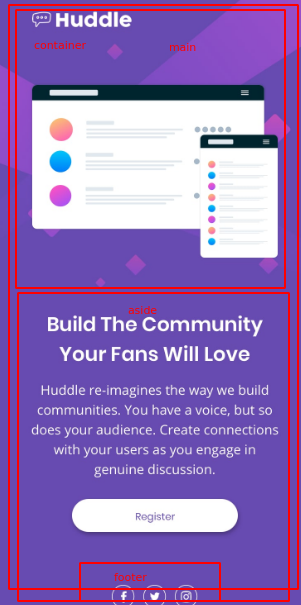 Huddle
container
main
aside
Build The Community
Your Fans Will Love
Huddle re-imagines the way we build
communities. You have a voice, but so
does your audience. Create connections
with your users as you engage in
genuine discussion.
Register
footer